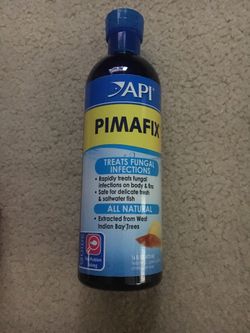 API
PIMAFIX
TREATS FUNGAL
INFECTIONS
• Rapidly treats fungal
infections on body & fins
• Safe for delicate fresh &
saltwater fish
ALL NATURAL
• Extracted from West
Indian Bay Trees